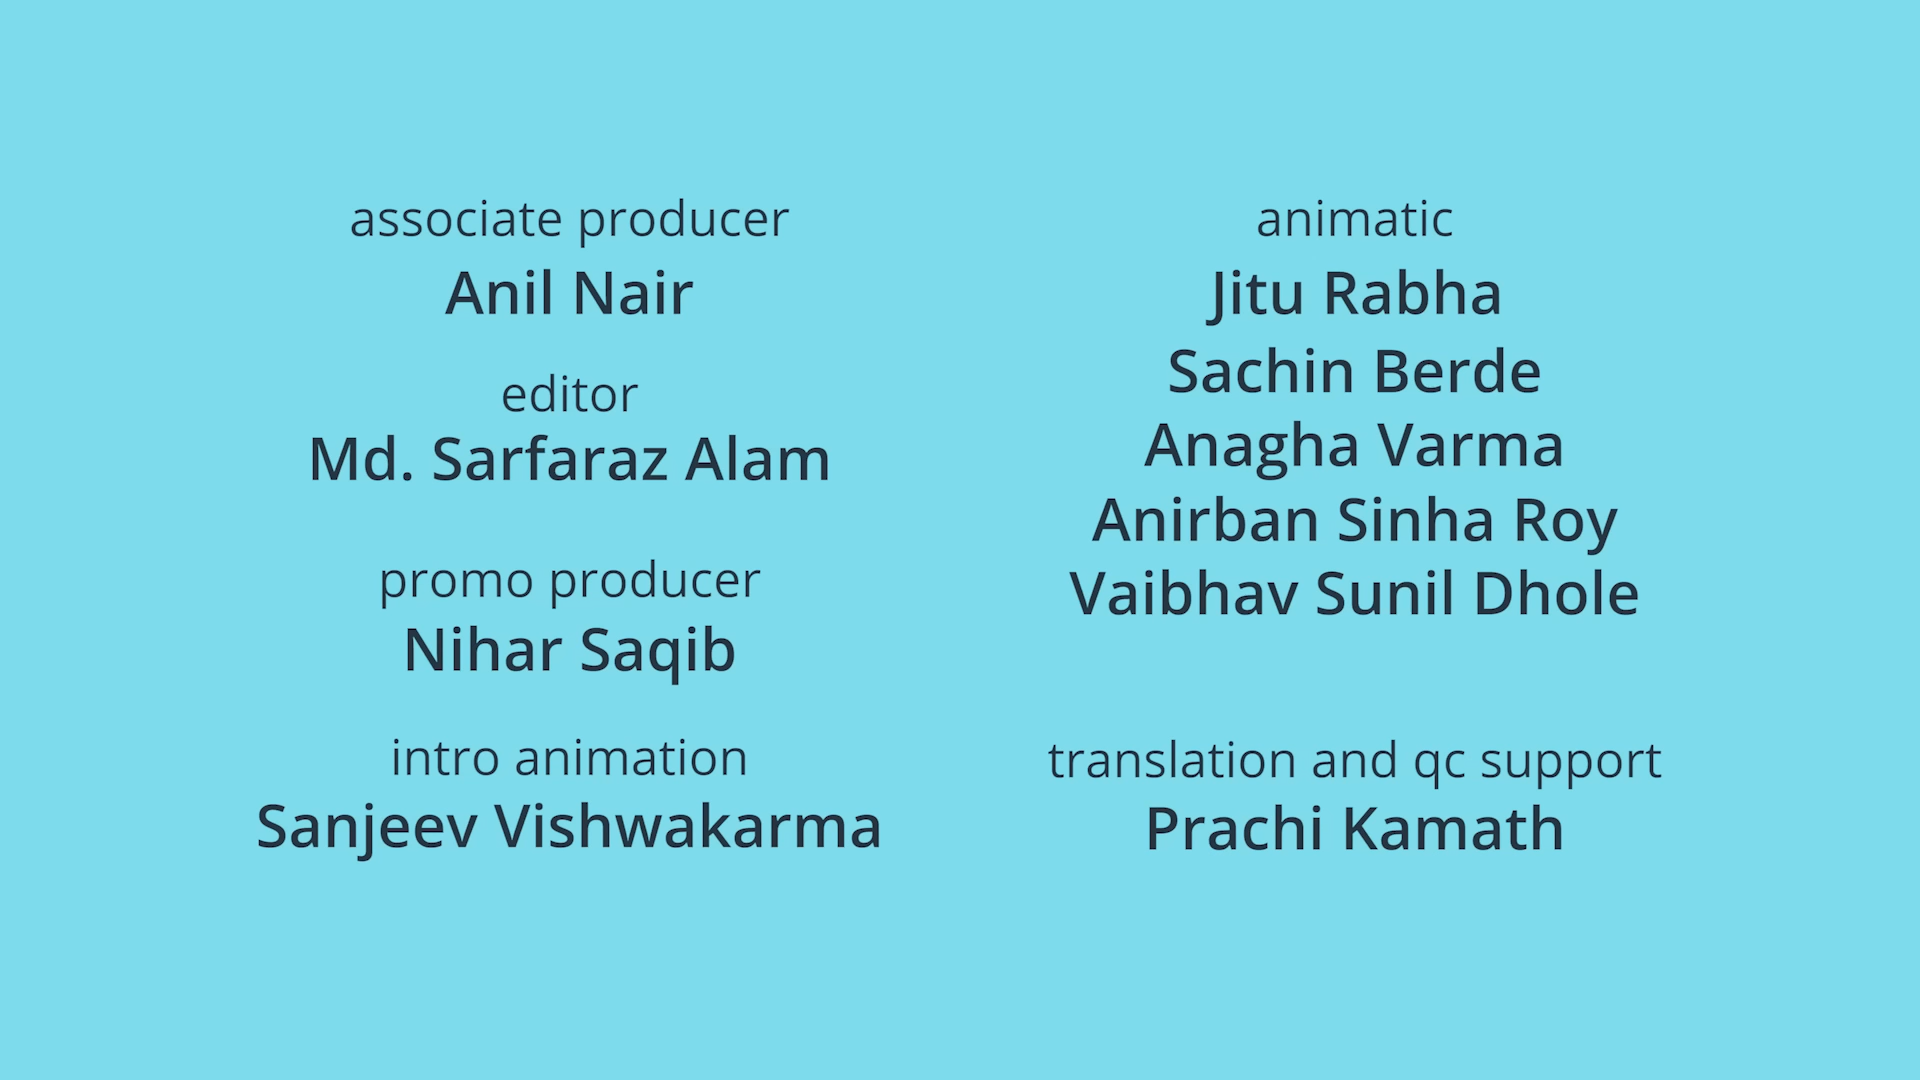 associate producer
Anil Nair
editor
Md. Sarfaraz Alam
promo producer
Nihar Saqib
intro animation
Sanjeev Vishwakarma
animatic
Jitu Rabha
Sachin Berde
Anagha Varma
Anirban Sinha Roy
Vaibhav Sunil Dhole
translation and qc support
Prachi Kamath